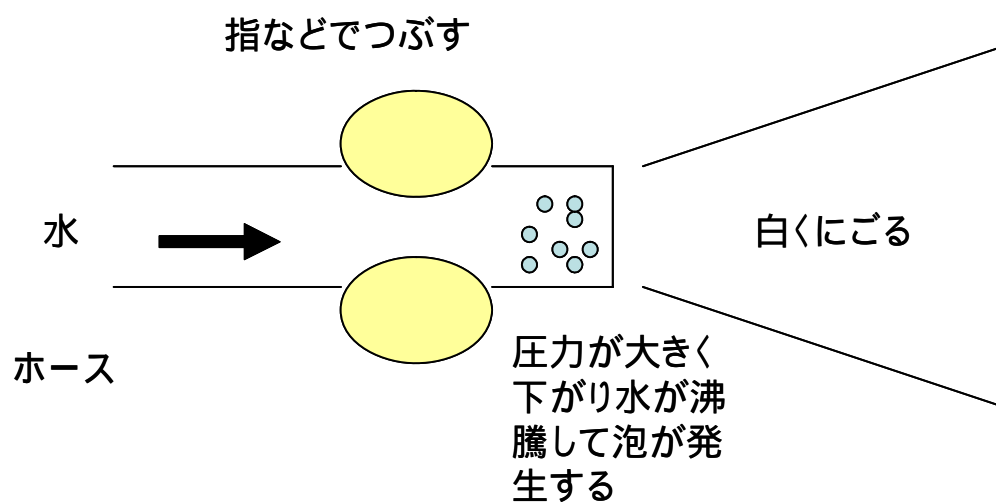 指などでつぶす
水
白くにごる
ホース
圧力が大きく
下がり水が沸
騰して泡が発
生する